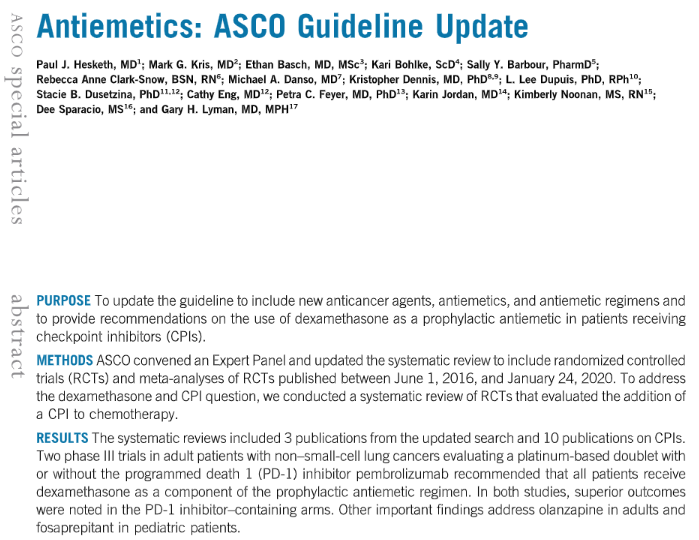 Antiemetics: ASCO Guideline Update
Paul J. Hesketh, MD1; Mark G. Kris, MD2; Ethan Basch, MD, MSc3; Kari Bohlke, ScD4; Sally Y. Barbour, PharmD5;
Rebecca Anne Clark-Snow, BSN, RN6; Michael A. Danso, MD7; Kristopher Dennis, MD, PhD8,9; L. Lee Dupuis, PhD, RPh10;
Stacie B. Dusetzina, PhD11,12; Cathy Eng, MD12; Petra C. Feyer, MD, PhD13; Karin Jordan, MD14; Kimberly Noonan, MS, RN15;
Dee Sparacio, MS16; and Gary H. Lyman, MD, MPH17
ASCO special articles
abstract
PURPOSE To update the guideline to include new anticancer agents, antiemetics, and antiemetic regimens and
to provide recommendations on the use of dexamethasone as a prophylactic antiemetic in patients receiving
checkpoint inhibitors (CPIs).
METHODS ASCO convened an Expert Panel and updated the systematic review to include randomized controlled
trials (RCTs) and meta-analyses of RCTs published between June 1, 2016, and January 24, 2020. To address
the dexamethasone and CPI question, we conducted a systematic review of RCTs that evaluated the addition of
a CPI to chemotherapy.
RESULTS The systematic reviews included 3 publications from the updated search and 10 publications on CPIs.
Two phase III trials in adult patients with non–small-cell lung cancers evaluating a platinum-based doublet with
or without the programmed death 1 (PD-1) inhibitor pembrolizumab recommended that all patients receive
dexamethasone as a component of the prophylactic antiemetic regimen. In both studies, superior outcomes
were noted in the PD-1 inhibitor–containing arms. Other important findings address olanzapine in adults and
fosaprepitant in pediatric patients.